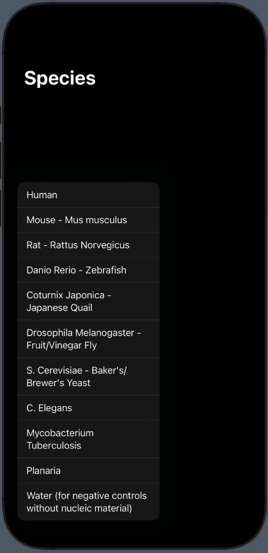 Species
Human
Mouse - Mus musculus
Rat - Rattus Norvegicus
Danio Rerio - Zebrafish
Coturnix Japonica -
Japanese Quail
Drosophila Melanogaster -
Fruit/Vinegar Fly
S. Cerevisiae - Baker's/
Brewer's Yeast
C. Elegans
Mycobacterium
Tuberculosis
Planaria
Water (for negative controls
without nucleic material)